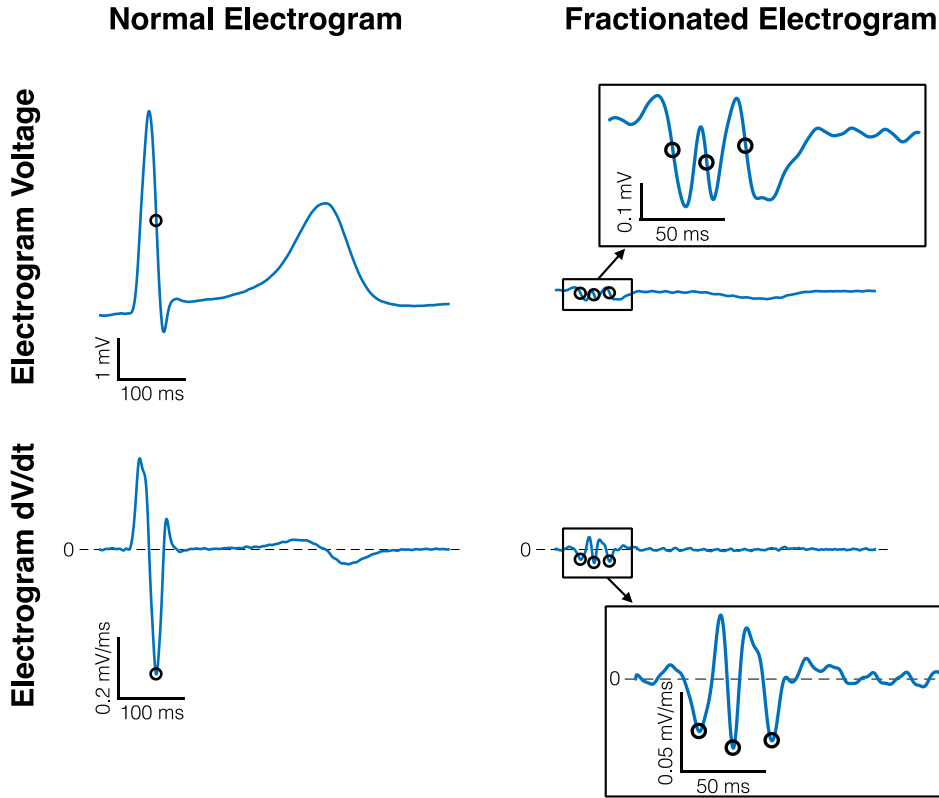 Normal Electrogram
Fractionated Electrogram
Electrogram Voltage
1 mV
100 ms
0.1 mV
50 ms
Electrogram dV/dt
0
0.2 mV/ms
100 ms
0
0
0.05 mV/ms
50 ms